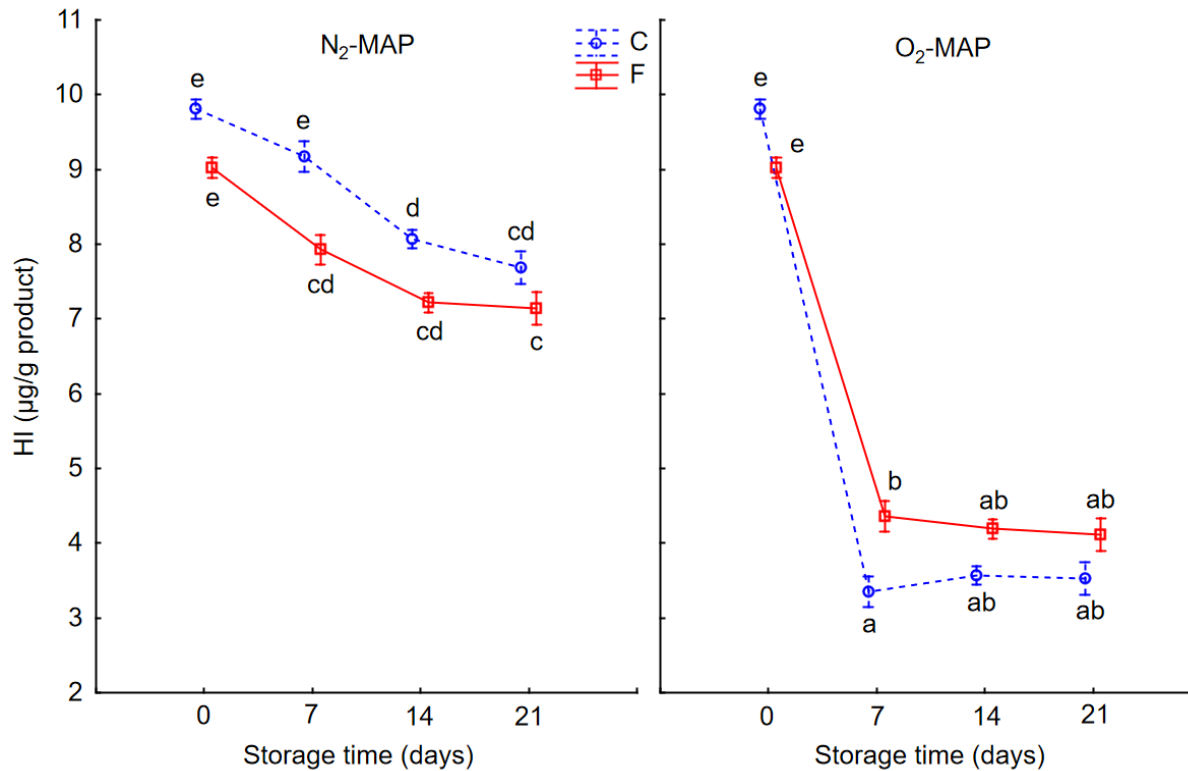 11
10
9
8
7
6
5
4
3
2
HI (µg/g product)
N₂-MAP
e
e
d
cd
e
cd
cd
c
0 7 14 21
Storage time (days)
C
F
O₂-MAP
e
e
b
ab
ab
a
ab
ab
0 7 14 21
Storage time (days)